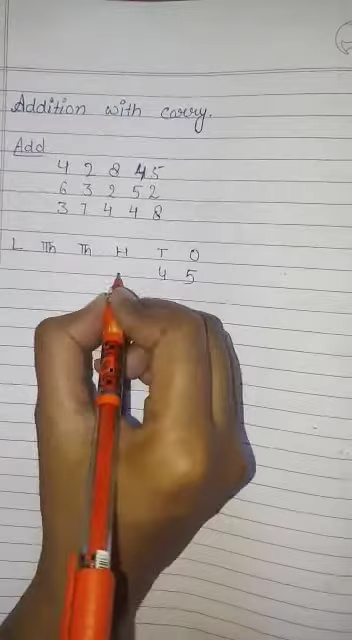 Addition with carry.
Add
4 2 8 4 5
6 3 2 5 2
3 7 4 4 8
L Th Th H T O
4 5